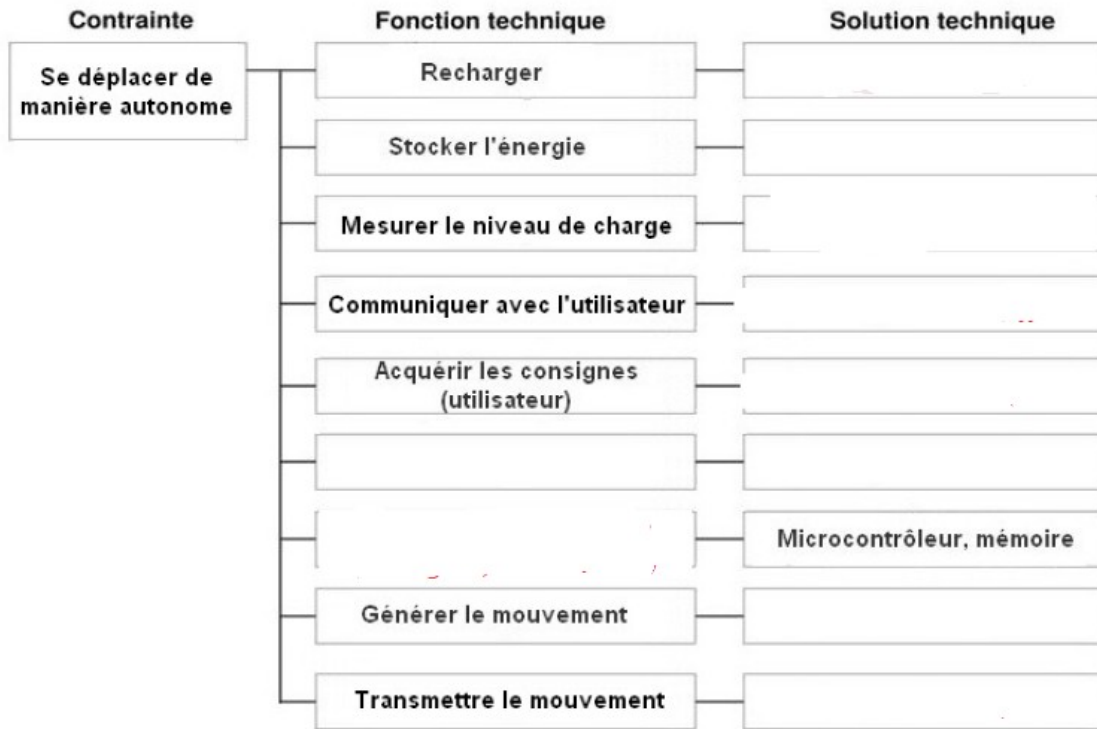 Contrainte
Fonction technique
Solution technique
Se déplacer de
manière autonome
Recharger
Stocker l'énergie
Mesurer le niveau de charge
Communiquer avec l'utilisateur
Acquérir les consignes
(utilisateur)
Microcontrôleur, mémoire
Générer le mouvement
Transmettre le mouvement